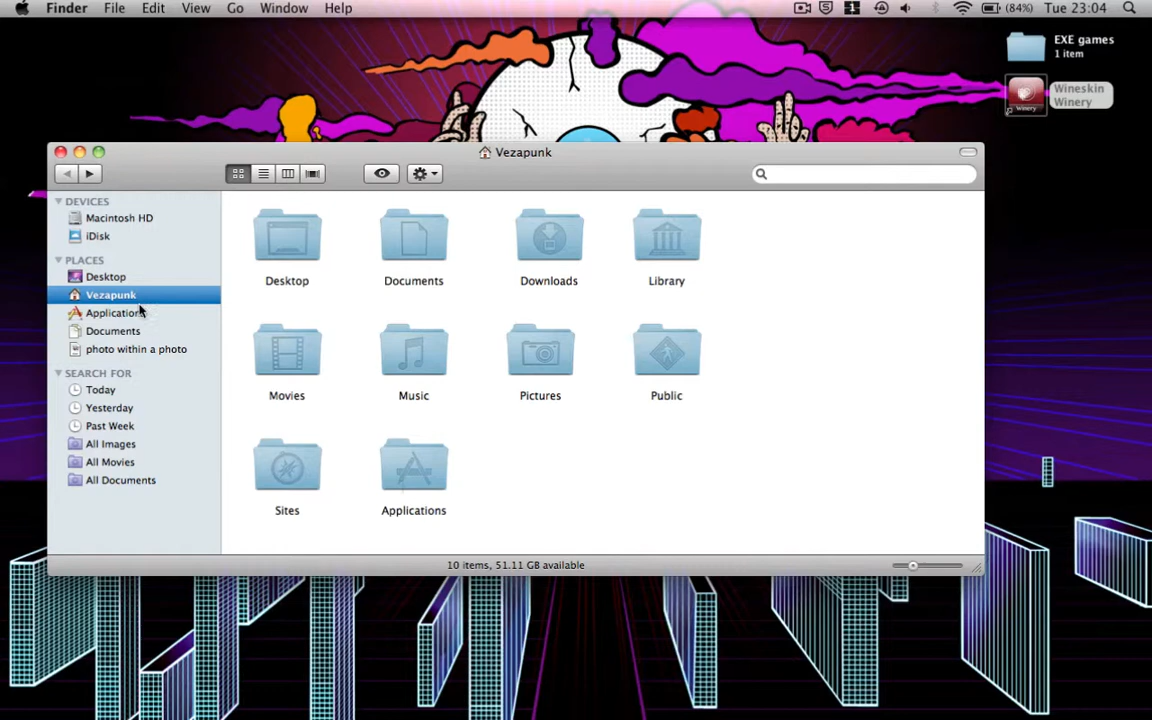 Finder File Edit View Go Window Help
1 (84%) Tue 23:04
EXE games
1 item
Wineskin
Winery
Winery
Vezapunk
DEVICES
Macintosh HD
iDisk
PLACES
Desktop
Vezapunk
Applications
Documents
photo within a photo
SEARCH FOR
Today
Yesterday
Past Week
All Images
All Movies
All Documents
Desktop Documents Downloads Library
Movies Music Pictures Public
Sites Applications
10 items, 51.11 GB available